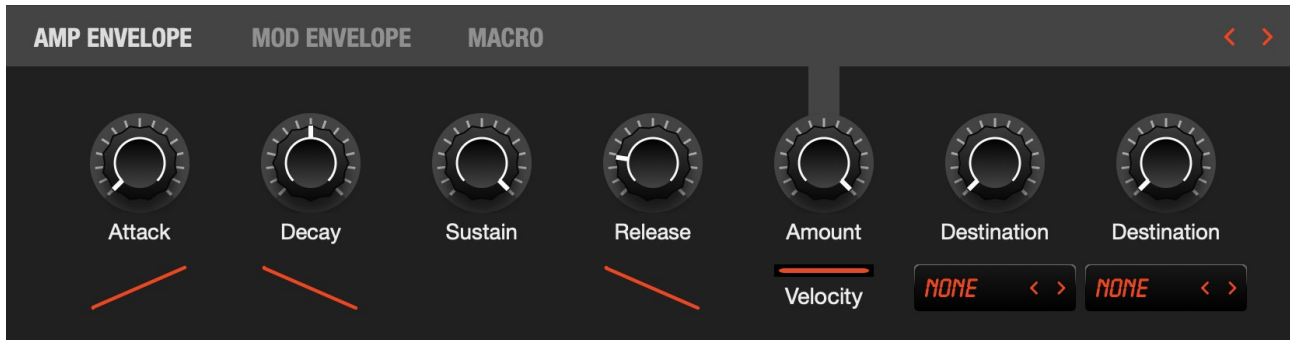 AMP ENVELOPE MOD ENVELOPE MACRO < >
Attack Decay Sustain Release Amount Destination Destination
Velocity NONE < > NONE < >